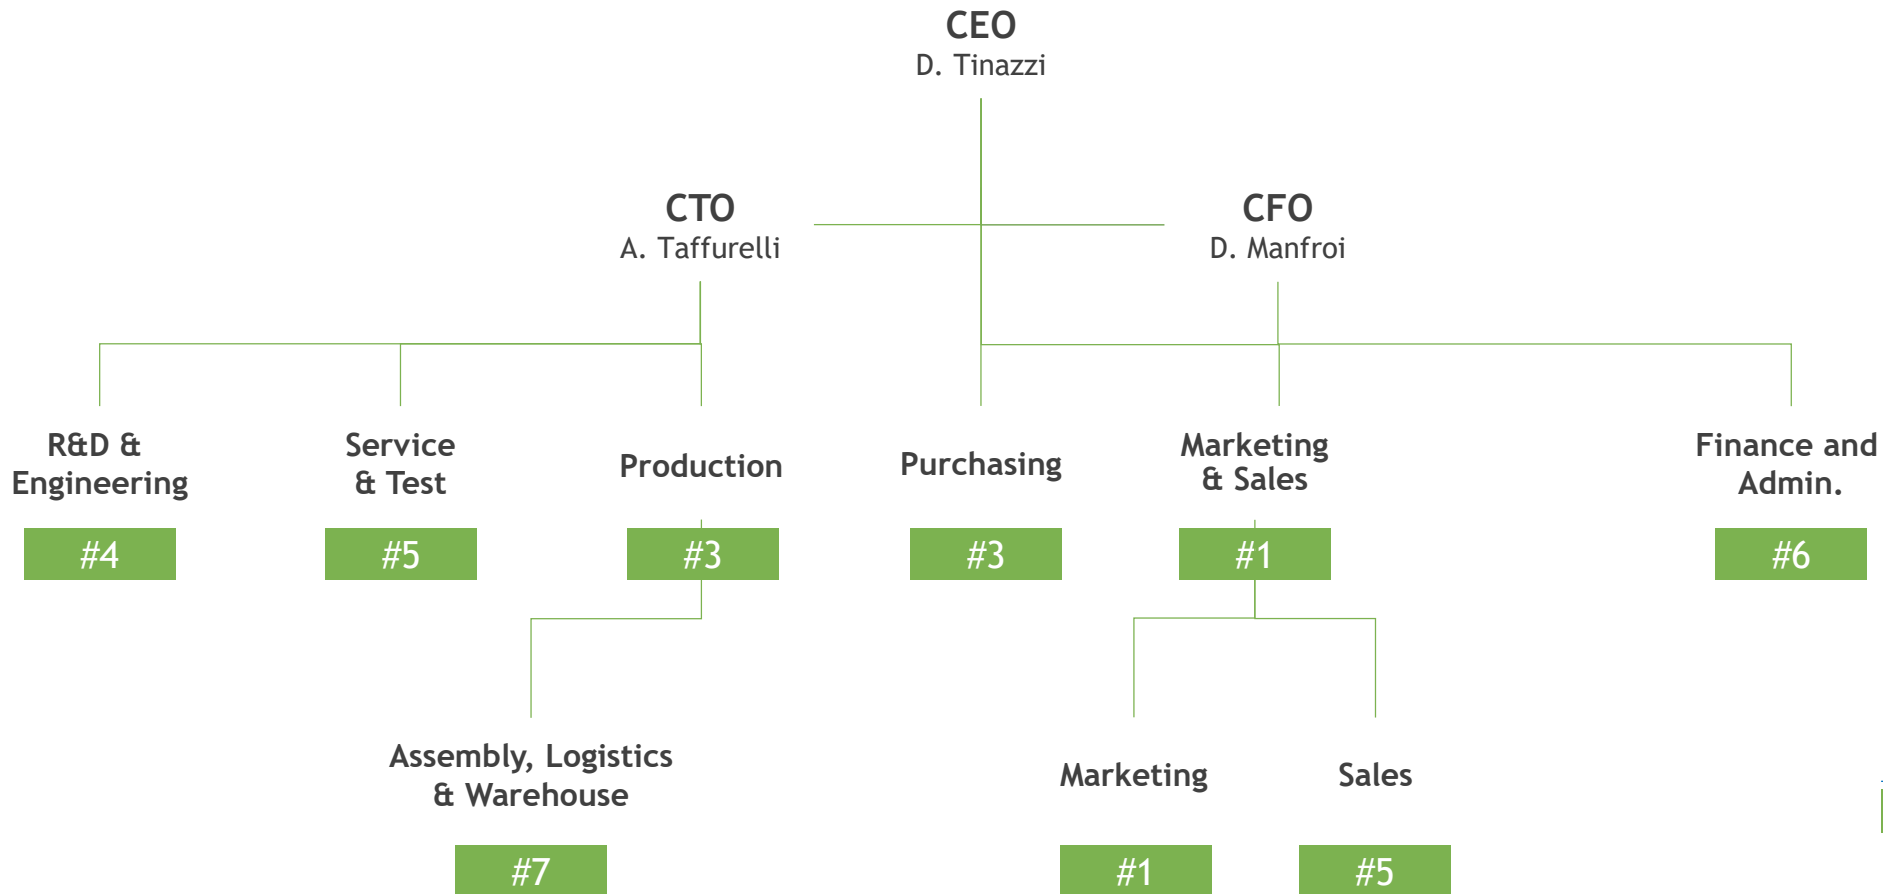 CEO
D. Tinazzi
CTO
A. Taffurelli
CFO
D. Manfroi
R&D &
Engineering
#4
Service
& Test
#5
Production
#3
Purchasing
#3
Marketing
& Sales
#1
Finance and
Admin.
#6
Assembly, Logistics
& Warehouse
#7
Marketing
#1
Sales
#5